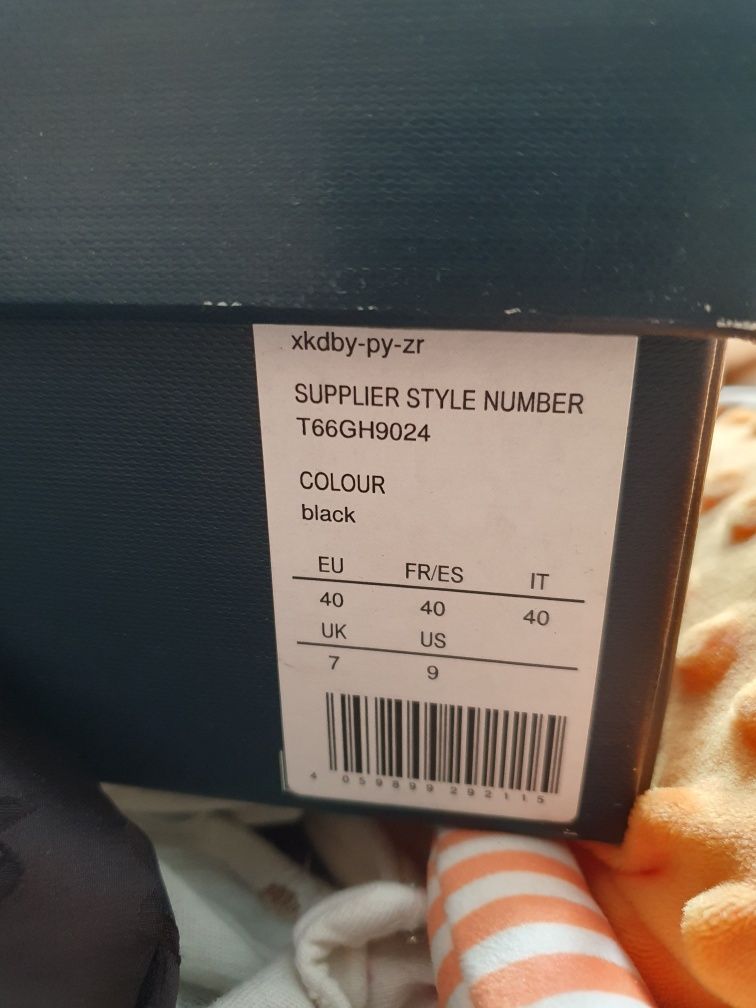 xkdby-py-zr
SUPPLIER STYLE NUMBER
T66GH9024
COLOUR
black
EU FR/ES IT
40 40 40
UK US
7 9
4 059899 292115